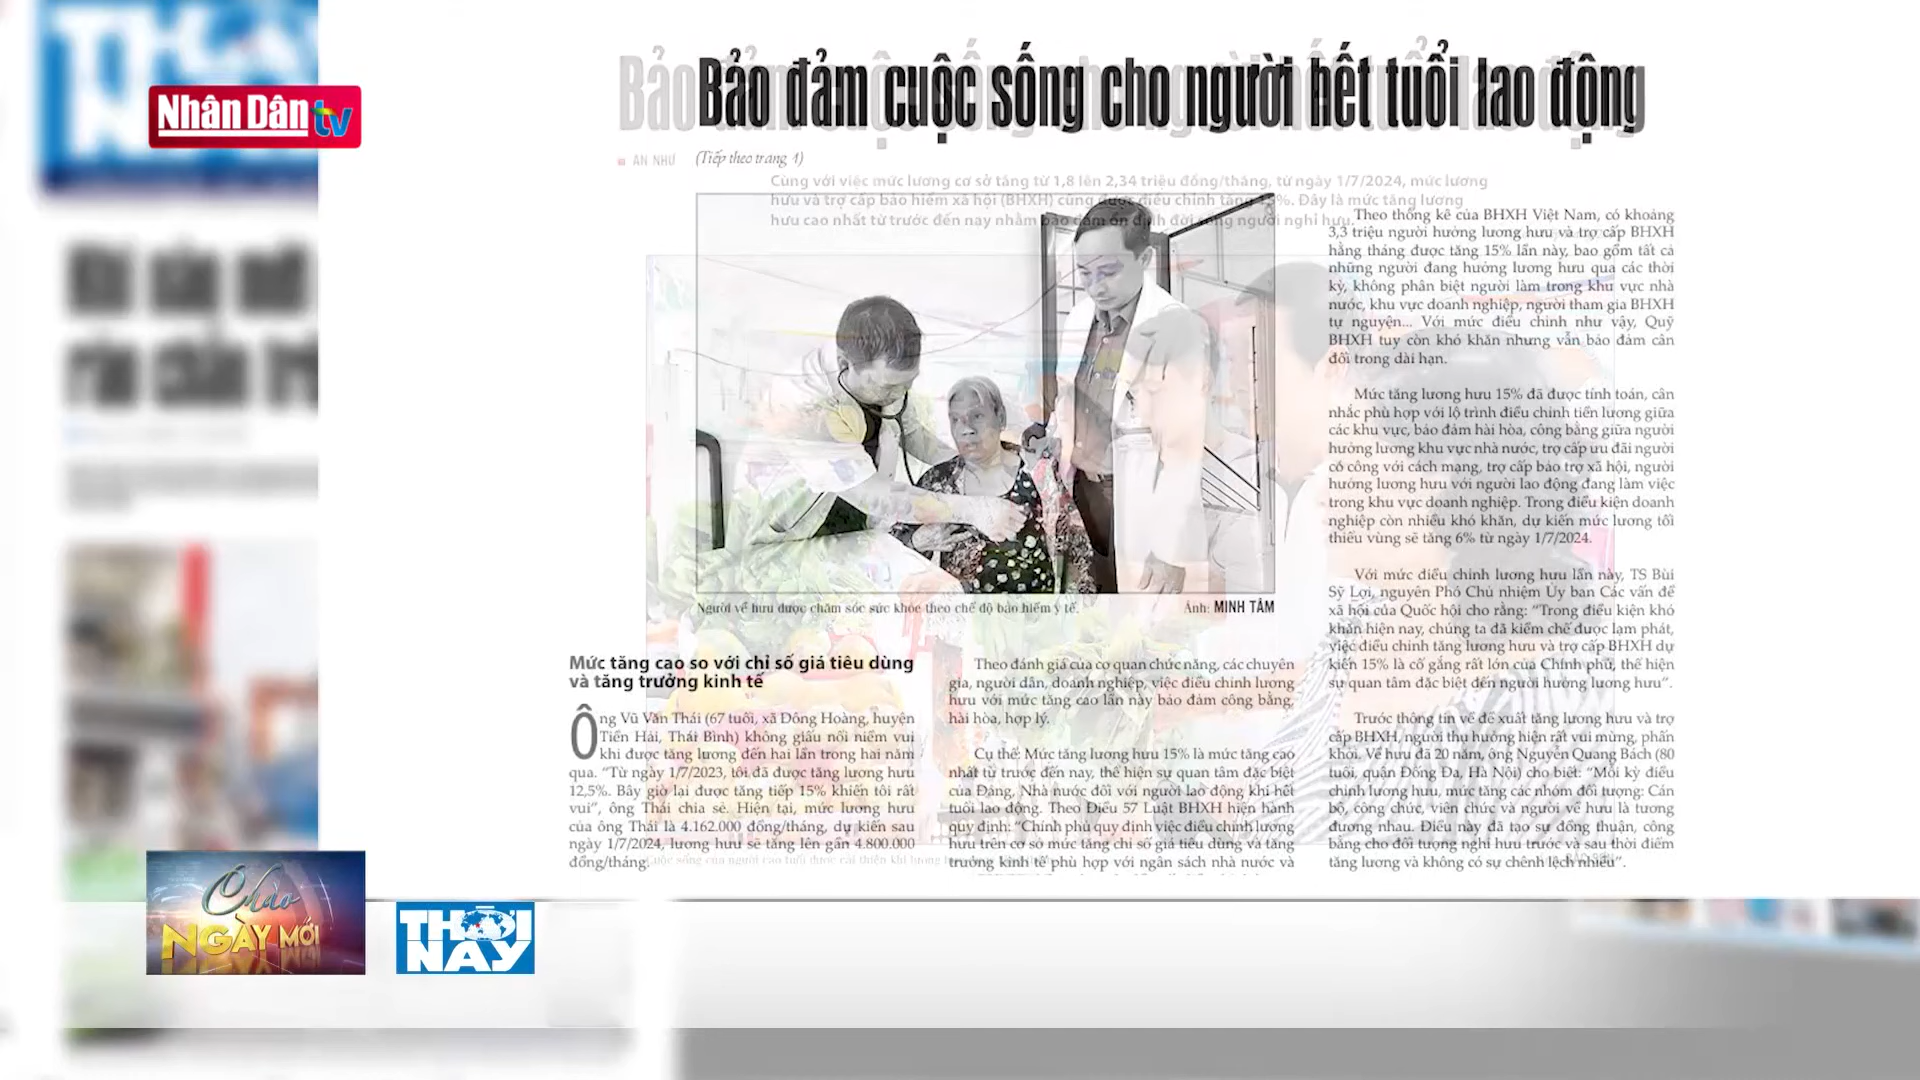 Nhân Dân tv
Bảo đảm cuộc sống cho người hết tuổi lao động
AN NHƯ
(Tiếp theo trang 1)
Cùng với việc mức lương cơ sở tăng từ 1,8 lên 2,34 triệu đồng/tháng, từ ngày 1/7/2024, mức lương
hưu và trợ cấp bảo hiểm xã hội (BHXH) cũng được điều chỉnh tăng %. Đây là mức tăng lương
hưu cao nhất từ trước đến nay nhằm bảo đảm ổn định đời sống người nghỉ hưu.
Người về hưu được chăm sóc sức khỏe theo chế độ bảo hiểm y tế.
Ảnh: MINH TÂM
Mức tăng cao so với chỉ số giá tiêu dùng
và tăng trưởng kinh tế
Ông Vũ Văn Thái (67 tuổi, xã Đông Hoàng, huyện
Tiền Hải, Thái Bình) không giấu nổi niềm vui
khi được tăng lương đến hai lần trong hai năm
qua. “Từ ngày 1/7/2023, tôi đã được tăng lương hưu
12,5%. Bây giờ lại được tăng tiếp 15% khiến tôi rất
vui”, ông Thái chia sẻ. Hiện tại, mức lương hưu
của ông Thái là 4.162.000 đồng/tháng, dự kiến sau
ngày 1/7/2024, lương hưu sẽ tăng lên gần 4.800.000
đồng/tháng.
Cuộc sống của người cao tuổi được cải thiện khi lương
Theo đánh giá của cơ quan chức năng, các chuyên
gia, người dân, doanh nghiệp, việc điều chỉnh lương
hưu với mức tăng cao lần này bảo đảm công bằng,
hài hòa, hợp lý.
Cụ thể: Mức tăng lương hưu 15% là mức tăng cao
nhất từ trước đến nay, thể hiện sự quan tâm đặc biệt
của Đảng, Nhà nước đối với người lao động khi hết
tuổi lao động. Theo Điều 57 Luật BHXH hiện hành
quy định: “Chính phủ quy định việc điều chỉnh lương
hưu trên cơ sở mức tăng chỉ số giá tiêu dùng và tăng
trưởng kinh tế phù hợp với ngân sách nhà nước và
Theo thống kê của BHXH Việt Nam, có khoảng
3,3 triệu người hưởng lương hưu và trợ cấp BHXH
hằng tháng được tăng 15% lần này, bao gồm tất cả
những người đang hưởng lương hưu qua các thời
kỳ, không phân biệt người làm trong khu vực nhà
nước, khu vực doanh nghiệp, người tham gia BHXH
tự nguyện... Với mức điều chỉnh như vậy, Quỹ
BHXH tuy còn khó khăn nhưng vẫn bảo đảm cân
đối trong dài hạn.
Mức tăng lương hưu 15% đã được tính toán, cân
nhắc phù hợp với lộ trình điều chỉnh tiền lương giữa
các khu vực, bảo đảm hài hòa, công bằng giữa người
hưởng lương khu vực nhà nước, trợ cấp ưu đãi người
có công với cách mạng, trợ cấp bảo trợ xã hội, người
hưởng lương hưu với người lao động đang làm việc
trong khu vực doanh nghiệp. Trong điều kiện doanh
nghiệp còn nhiều khó khăn, dự kiến mức lương tối
thiểu vùng sẽ tăng 6% từ ngày 1/7/2024.
Với mức điều chỉnh lương hưu lần này, TS Bùi
Sỹ Lợi, nguyên Phó Chủ nhiệm Ủy ban Các vấn đề
xã hội của Quốc hội cho rằng: “Trong điều kiện khó
khăn hiện nay, chúng ta đã kiềm chế được lạm phát,
việc điều chỉnh tăng lương hưu và trợ cấp BHXH dự
kiến 15% là cố gắng rất lớn của Chính phủ, thể hiện
sự quan tâm đặc biệt đến người hưởng lương hưu”.
Trước thông tin về đề xuất tăng lương hưu và trợ
cấp BHXH, người thụ hưởng hiện rất vui mừng, phấn
khởi. Về hưu đã 20 năm, ông Nguyễn Quang Bách (80
tuổi, quận Đống Đa, Hà Nội) cho biết: “Mỗi kỳ điều
chỉnh lương hưu, mức tăng các nhóm đối tượng: Cán
bộ, công chức, viên chức và người về hưu là tương
đương nhau. Điều này đã tạo sự đồng thuận, công
bằng cho đối tượng nghỉ hưu trước và sau thời điểm
tăng lương và không có sự chênh lệch nhiều”.
Chào
NGÀY MỚI
THỜI
NAY